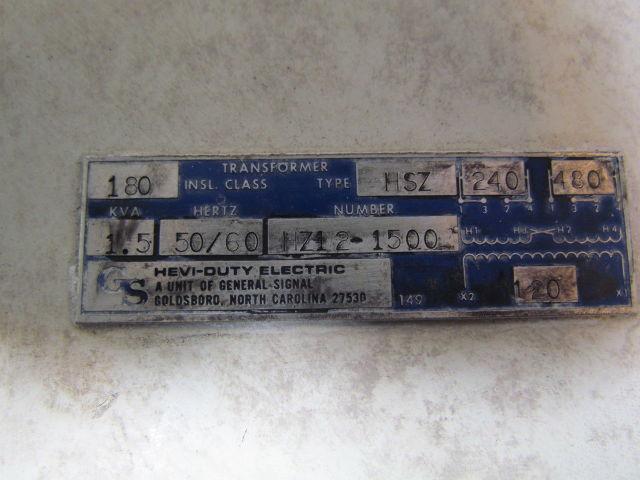 TRANSFORMER
180 INSL. CLASS TYPE HSZ 240 480
KVA HERTZ NUMBER
1.5 50/60 HZ12-1500
H1 H3 H2 H4
GS HEVI-DUTY ELECTRIC
A UNIT OF GENERAL-SIGNAL
GOLDSBORO, NORTH CAROLINA 27530
149 X2 120 X1